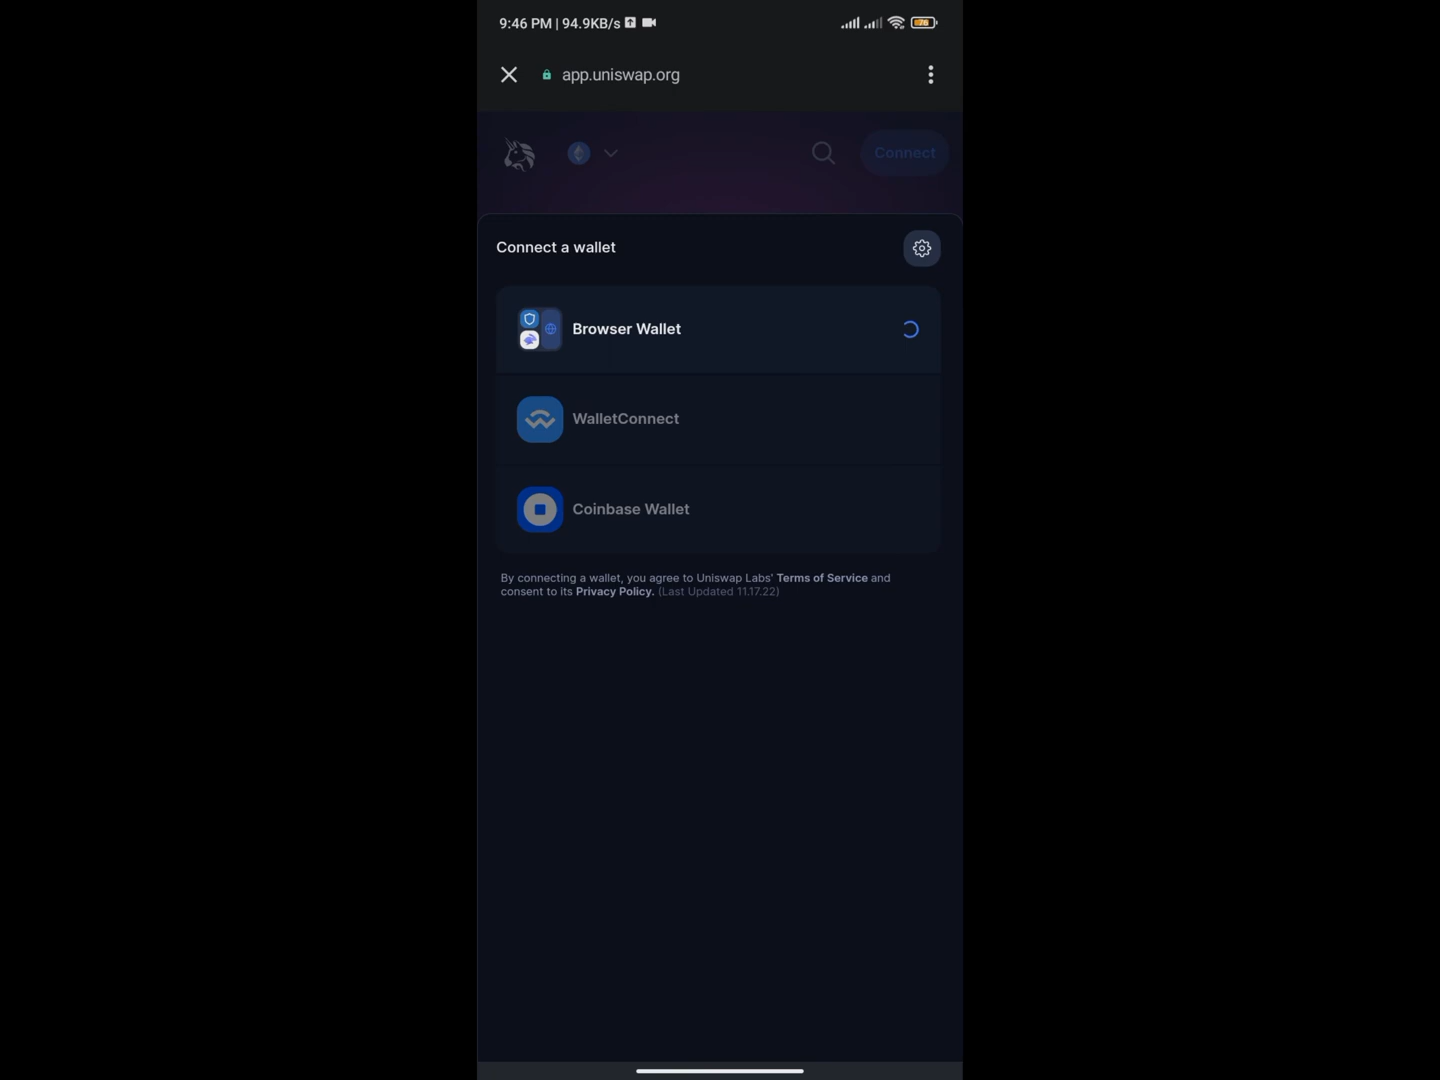 9:46 PM | 94.9KB/s
76
app.uniswap.org
Connect
Connect a wallet
Browser Wallet
WalletConnect
Coinbase Wallet
By connecting a wallet, you agree to Uniswap Labs' Terms of Service and
consent to its Privacy Policy. (Last Updated 11.17.22)